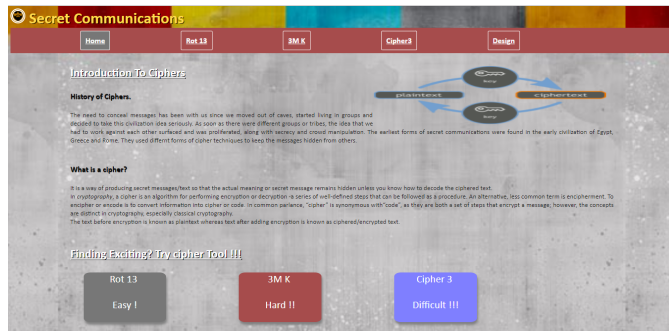 Secret Communications
Home Rot 13 3M K Cipher3 Design
Introduction To Ciphers
key
plaintext ciphertext
key
History of Ciphers.
The need to conceal messages has been with us since we moved out of caves, started living in groups and
decided to take this civilization idea seriously. As soon as there were different groups or tribes, the idea that we
had to work against each other surfaced and was proliferated, along with secrecy and crowd manipulation. The earliest forms of secret communications were found in the early civilization of Egypt,
Greece and Rome. They used differnt forms of cipher techniques to keep the messages hidden from others.
What is a cipher?
It is a way of producing secret messages/text so that the actual meaning or secret message remains hidden unless you know how to decode the ciphared text.
In cryptography, a cipher is an algorithm for performing encryption or decryption -a series of well-defined steps that can be followed as a procedure. An alternative, less common term is encipherment. To
encipher or encode is to convert information into cipher or code. In common parlance, "cipher" is synonymous with"code", as they are both a set of steps that encrypt a message; however, the concepts
are distinct in cryptography, especially classical cryptography.
The text before encryption is known as plaintext whereas text after adding encryption is known as ciphared/encrypted text.
Finding Exciting? Try cipher Tool !!!
Rot 13 3M K Cipher 3
Easy ! Hard !! Difficult !!!